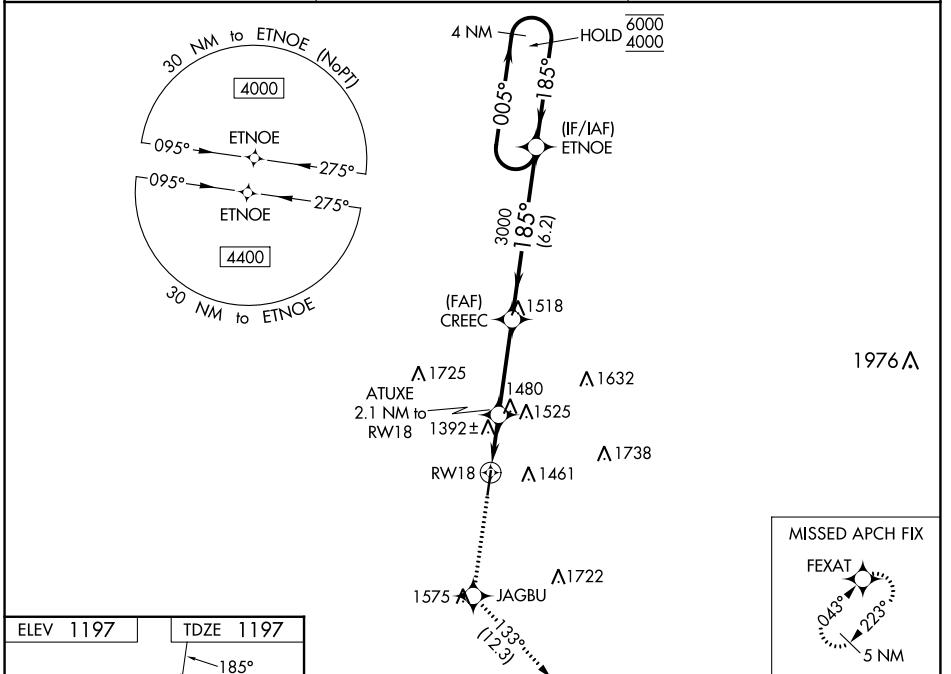 30 NM to ETNOE (NoPT)
4000
ETNOE
095°
275°
095°
275°
ETNOE
4400
30 NM to ETNOE
4 NM
HOLD
6000
4000
005°
185°
(IF/IAF)
ETNOE
3000
185°
(6.2)
(FAF)
CREEC
1518
1725
1632
1976
ATUXE
2.1 NM to
RW18
1480
1525
1392±
1738
RW18
1461
1722
1575
JAGBU
133°
(12.3)
MISSED APCH FIX
FEXAT
043°
223°
5 NM
ELEV 1197
TDZE 1197
185°